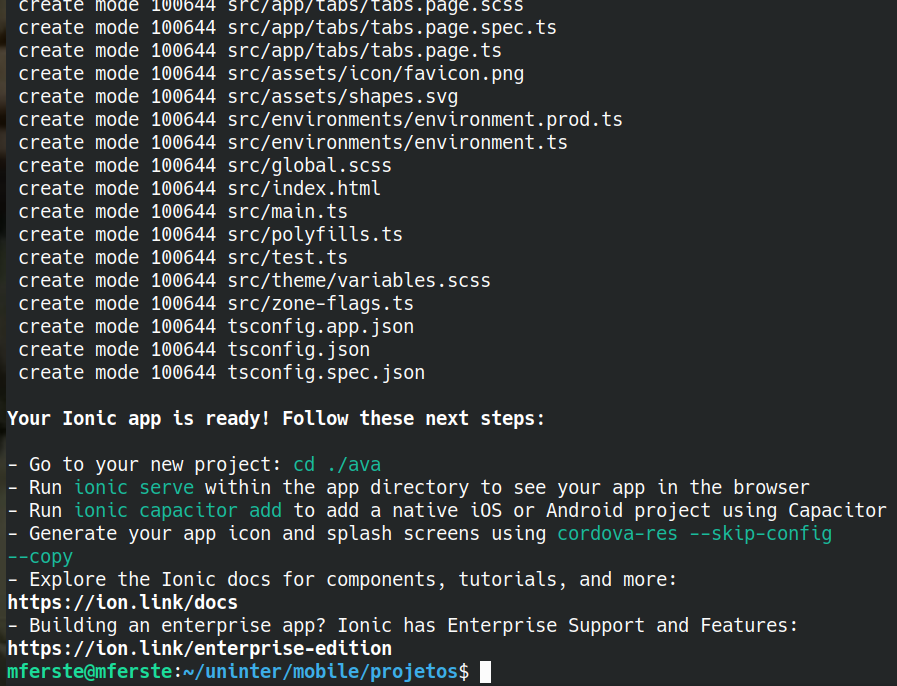 create mode 100644 src/app/tabs/tabs.page.scss
create mode 100644 src/app/tabs/tabs.page.spec.ts
create mode 100644 src/app/tabs/tabs.page.ts
create mode 100644 src/assets/icon/favicon.png
create mode 100644 src/assets/shapes.svg
create mode 100644 src/environments/environment.prod.ts
create mode 100644 src/environments/environment.ts
create mode 100644 src/global.scss
create mode 100644 src/index.html
create mode 100644 src/main.ts
create mode 100644 src/polyfills.ts
create mode 100644 src/test.ts
create mode 100644 src/theme/variables.scss
create mode 100644 src/zone-flags.ts
create mode 100644 tsconfig.app.json
create mode 100644 tsconfig.json
create mode 100644 tsconfig.spec.json
Your Ionic app is ready! Follow these next steps:
- Go to your new project: cd ./ava
- Run ionic serve within the app directory to see your app in the browser
- Run ionic capacitor add to add a native iOS or Android project using Capacitor
- Generate your app icon and splash screens using cordova-res --skip-config
--copy
- Explore the Ionic docs for components, tutorials, and more:
https://ion.link/docs
- Building an enterprise app? Ionic has Enterprise Support and Features:
https://ion.link/enterprise-edition
mferste@mferste:~/uninter/mobile/projetos$